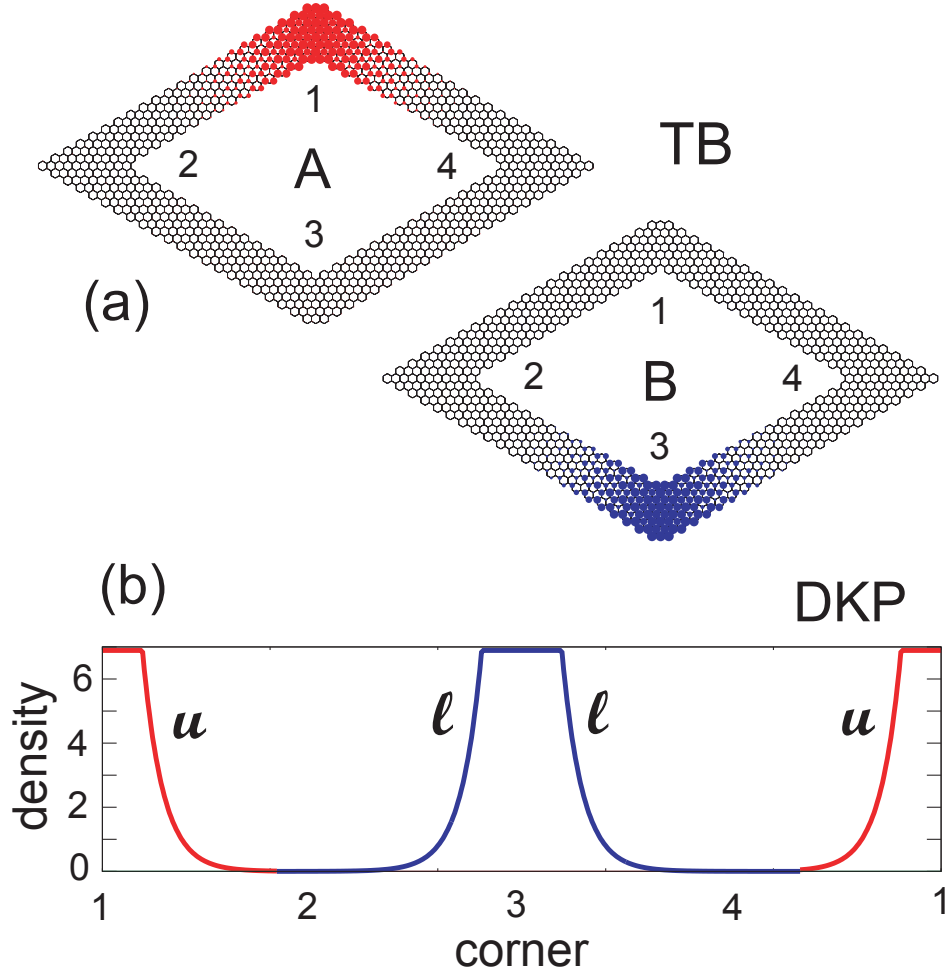 1
TB
2 A 4
3
(a)
1
2 B 4
3
(b)
DKP
density
6
4
2
0
u ℓ ℓ u
1 2 3 4 1
corner